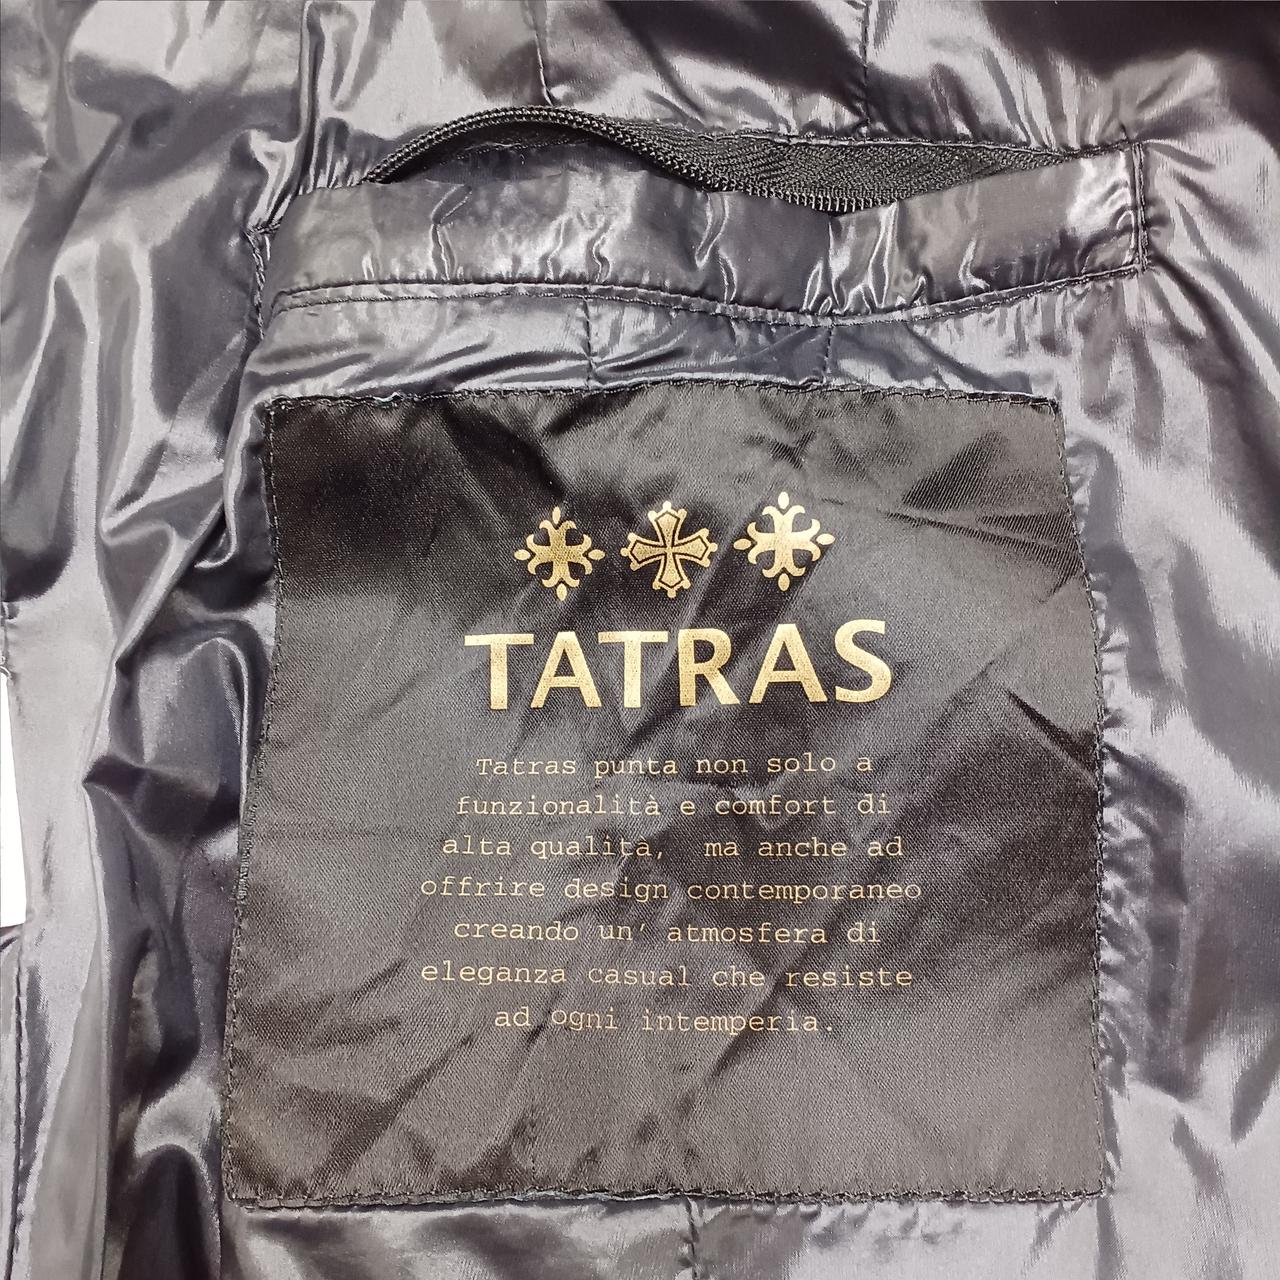 TATRAS
Tatras punta non solo a
funzionalità e comfort di
alta qualità, ma anche ad
offrire design contemporaneo
creando un' atmosfera di
eleganza casual che resiste
ad ogni intemperia.